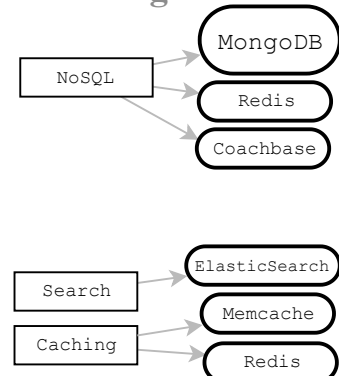 MongoDB
NoSQL
Redis
Coachbase
ElasticSearch
Search
Memcache
Caching
Redis